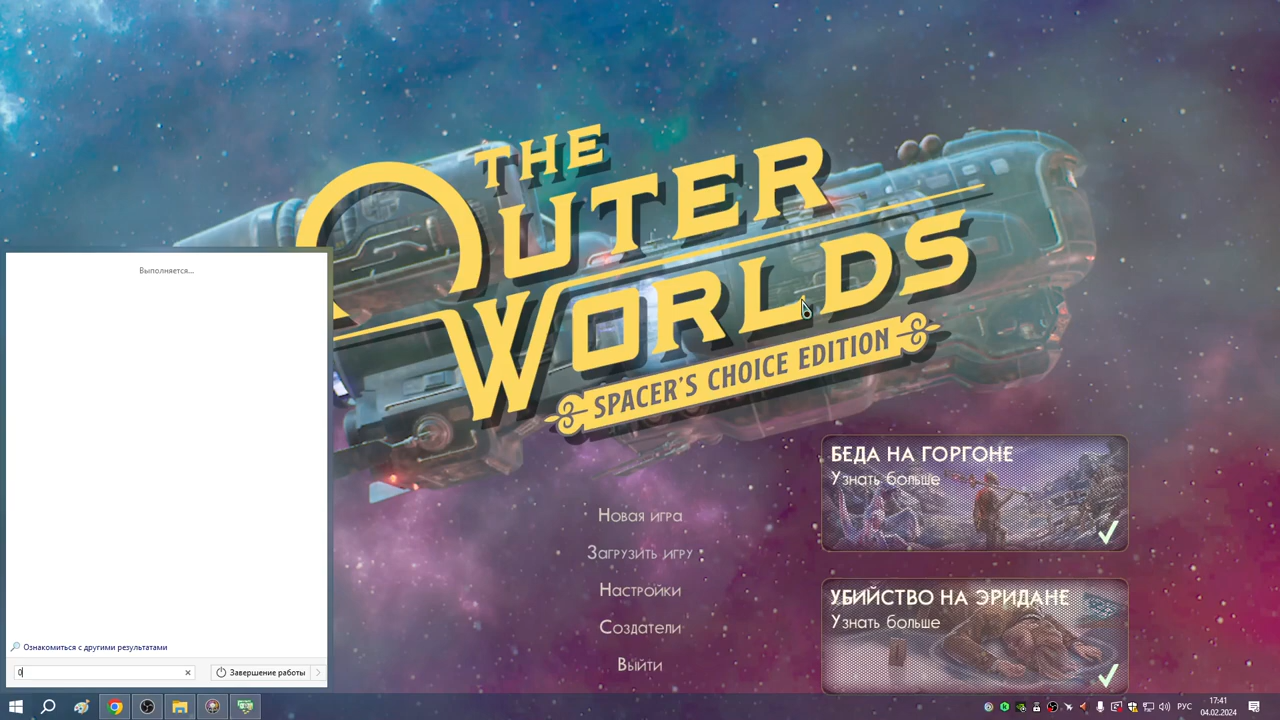 THE
OUTER
WORLDS
SPACER'S CHOICE EDITION
Выполняется...
БЕДА НА ГОРГОНЕ
Узнать больше
Новая игра
Загрузить игру
Настройки
Создатели
Выйти
УБИЙСТВО НА ЭРИДАНЕ
Узнать больше
Ознакомиться с другими результатами
0
Завершение работы
РУС
17:41
04.02.2024